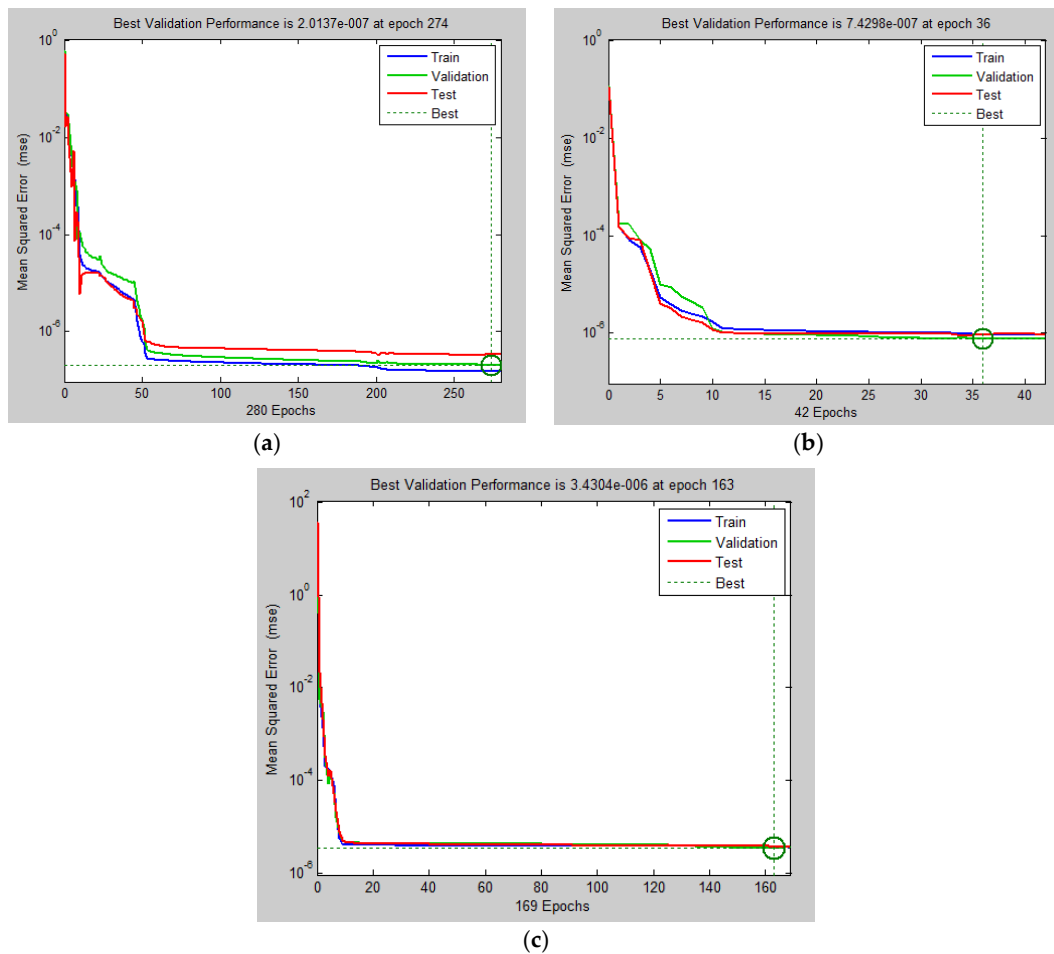 Best Validation Performance is 2.0137e-007 at epoch 274
Mean Squared Error (mse)
10^0
10^-2
10^-4
10^-6
Train
Validation
Test
Best
0 50 100 150 200 250
280 Epochs
(a)
Best Validation Performance is 7.4298e-007 at epoch 36
Mean Squared Error (mse)
10^0
10^-2
10^-4
10^-6
Train
Validation
Test
Best
0 5 10 15 20 25 30 35 40
42 Epochs
(b)
Best Validation Performance is 3.4304e-006 at epoch 163
Mean Squared Error (mse)
10^2
10^0
10^-2
10^-4
10^-6
Train
Validation
Test
Best
0 20 40 60 80 100 120 140 160
169 Epochs
(c)